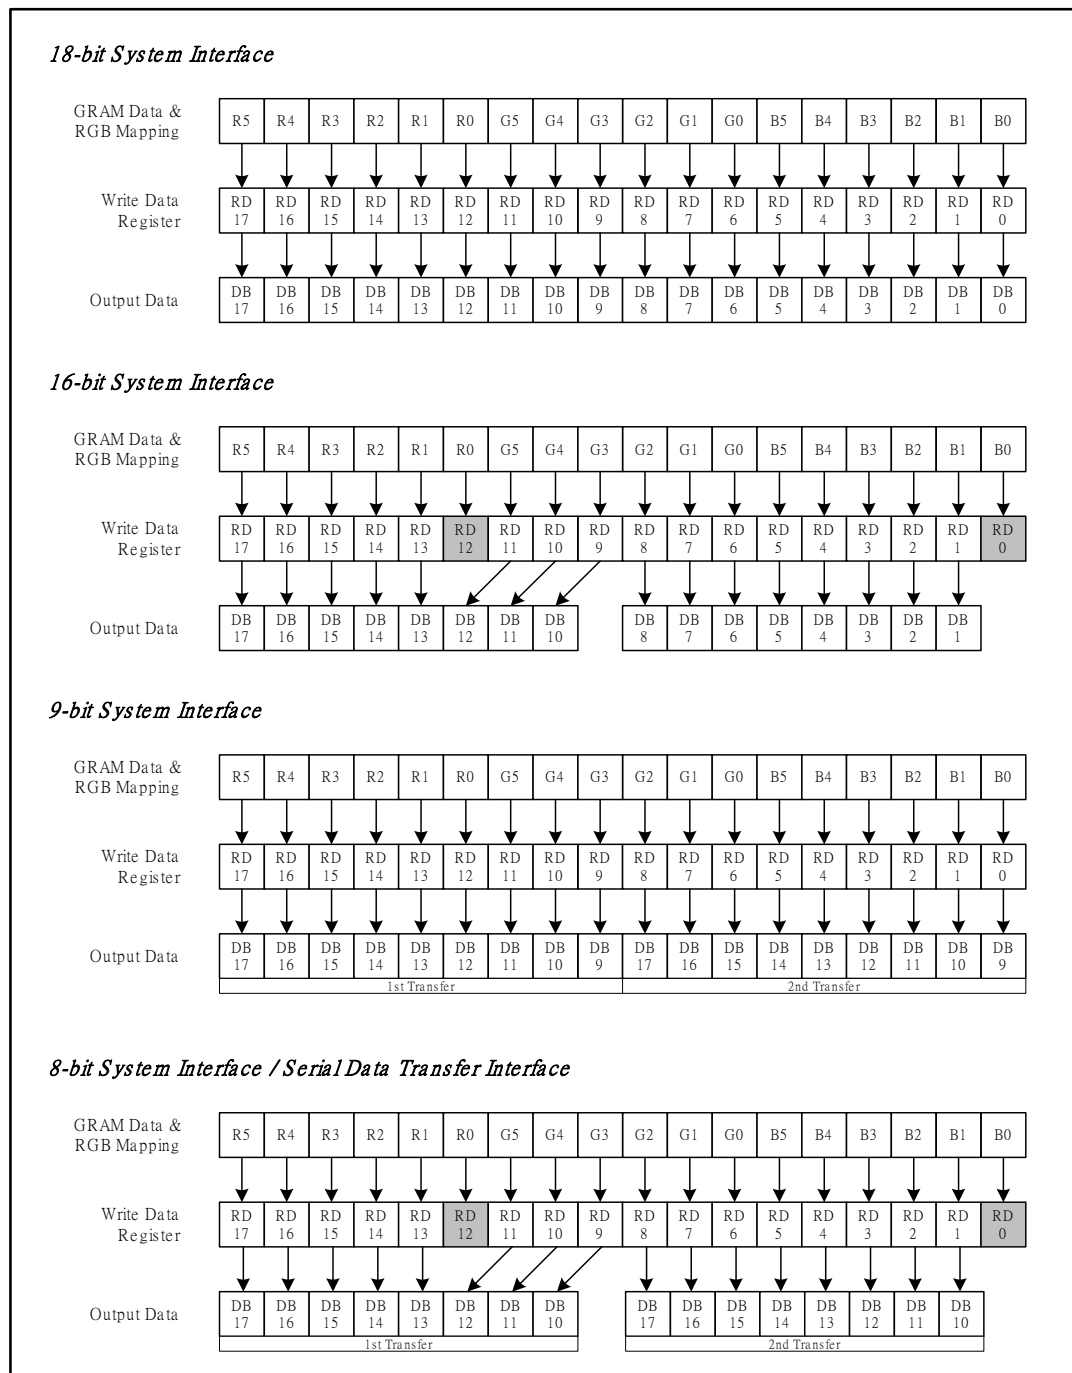 18-bit System Interface
GRAM Data &
RGB Mapping
R5 R4 R3 R2 R1 R0 G5 G4 G3 G2 G1 G0 B5 B4 B3 B2 B1 B0
Write Data
Register
RD RD RD RD RD RD RD RD RD RD RD RD RD RD RD RD RD RD
17 16 15 14 13 12 11 10 9 8 7 6 5 4 3 2 1 0
Output Data
DB DB DB DB DB DB DB DB DB DB DB DB DB DB DB DB DB DB
17 16 15 14 13 12 11 10 9 8 7 6 5 4 3 2 1 0
16-bit System Interface
GRAM Data &
RGB Mapping
R5 R4 R3 R2 R1 R0 G5 G4 G3 G2 G1 G0 B5 B4 B3 B2 B1 B0
Write Data
Register
RD RD RD RD RD RD RD RD RD RD RD RD RD RD RD RD RD RD
17 16 15 14 13 12 11 10 9 8 7 6 5 4 3 2 1 0
Output Data
DB DB DB DB DB DB DB DB DB DB DB DB DB DB DB DB
17 16 15 14 13 12 11 10 8 7 6 5 4 3 2 1
9-bit System Interface
GRAM Data &
RGB Mapping
R5 R4 R3 R2 R1 R0 G5 G4 G3 G2 G1 G0 B5 B4 B3 B2 B1 B0
Write Data
Register
RD RD RD RD RD RD RD RD RD RD RD RD RD RD RD RD RD RD
17 16 15 14 13 12 11 10 9 8 7 6 5 4 3 2 1 0
Output Data
DB DB DB DB DB DB DB DB DB DB DB DB DB DB DB DB DB DB
17 16 15 14 13 12 11 10 9 17 16 15 14 13 12 11 10 9
1st Transfer 2nd Transfer
8-bit System Interface / Serial Data Transfer Interface
GRAM Data &
RGB Mapping
R5 R4 R3 R2 R1 R0 G5 G4 G3 G2 G1 G0 B5 B4 B3 B2 B1 B0
Write Data
Register
RD RD RD RD RD RD RD RD RD RD RD RD RD RD RD RD RD RD
17 16 15 14 13 12 11 10 9 8 7 6 5 4 3 2 1 0
Output Data
DB DB DB DB DB DB DB DB DB DB DB DB DB DB DB DB
17 16 15 14 13 12 11 10 17 16 15 14 13 12 11 10
1st Transfer 2nd Transfer